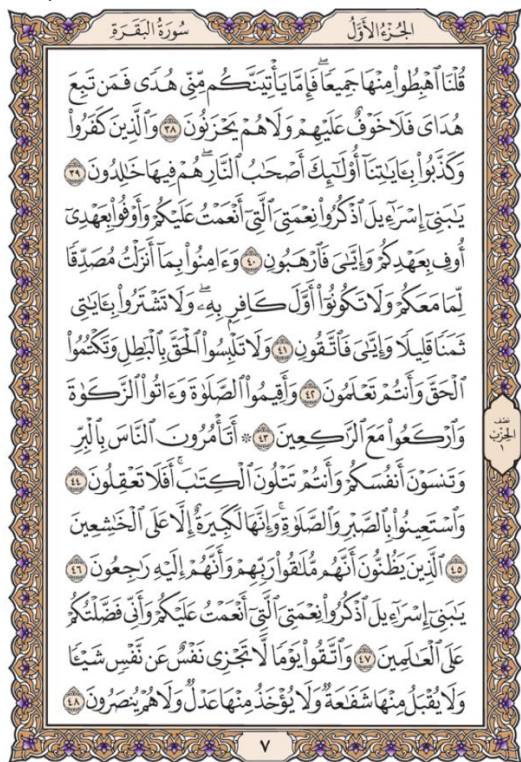 الجُزْءُ الأَوَّلُ
سُورَةُ البَقَرَةِ
قُلۡنَا ٱهۡبِطُواْ مِنۡهَا جَمِيعٗاۖ فَإِمَّا يَأۡتِيَنَّكُم مِّنِّي هُدٗى فَمَن تَبِعَ
هُدَايَ فَلَا خَوۡفٌ عَلَيۡهِمۡ وَلَا هُمۡ يَحۡزَنُونَ ٣٨ وَٱلَّذِينَ كَفَرُواْ
وَكَذَّبُواْ بِـَٔايَٰتِنَآ أُوْلَٰٓئِكَ أَصۡحَٰبُ ٱلنَّارِۖ هُمۡ فِيهَا خَٰلِدُونَ ٣٩
يَٰبَنِيٓ إِسۡرَٰٓءِيلَ ٱذۡكُرُواْ نِعۡمَتِيَ ٱلَّتِيٓ أَنۡعَمۡتُ عَلَيۡكُمۡ وَأَوۡفُواْ بِعَهۡدِيٓ
أُوفِ بِعَهۡدِكُمۡ وَإِيَّٰيَ فَٱرۡهَبُونِ ٤٠ وَءَامِنُواْ بِمَآ أَنزَلۡتُ مُصَدِّقٗا
لِّمَا مَعَكُمۡ وَلَا تَكُونُوٓاْ أَوَّلَ كَافِرِۭ بِهِۦۖ وَلَا تَشۡتَرُواْ بِـَٔايَٰتِي
ثَمَنٗا قَلِيلٗا وَإِيَّٰيَ فَٱتَّقُونِ ٤١ وَلَا تَلۡبِسُواْ ٱلۡحَقَّ بِٱلۡبَٰطِلِ وَتَكۡتُمُواْ
ٱلۡحَقَّ وَأَنتُمۡ تَعۡلَمُونَ ٤٢ وَأَقِيمُواْ ٱلصَّلَوٰةَ وَءَاتُواْ ٱلزَّكَوٰةَ
وَٱرۡكَعُواْ مَعَ ٱلرَّٰكِعِينَ ٤٣ ۞ أَتَأۡمُرُونَ ٱلنَّاسَ بِٱلۡبِرِّ
نِصۡف
الحِزۡب
١
وَتَنسَوۡنَ أَنفُسَكُمۡ وَأَنتُمۡ تَتۡلُونَ ٱلۡكِتَٰبَۚ أَفَلَا تَعۡقِلُونَ ٤٤
وَٱسۡتَعِينُواْ بِٱلصَّبۡرِ وَٱلصَّلَوٰةِۚ وَإِنَّهَا لَكَبِيرَةٌ إِلَّا عَلَى ٱلۡخَٰشِعِينَ
٤٥ ٱلَّذِينَ يَظُنُّونَ أَنَّهُم مُّلَٰقُواْ رَبِّهِمۡ وَأَنَّهُمۡ إِلَيۡهِ رَٰجِعُونَ ٤٦
يَٰبَنِيٓ إِسۡرَٰٓءِيلَ ٱذۡكُرُواْ نِعۡمَتِيَ ٱلَّتِيٓ أَنۡعَمۡتُ عَلَيۡكُمۡ وَأَنِّي فَضَّلۡتُكُمۡ
عَلَى ٱلۡعَٰلَمِينَ ٤٧ وَٱتَّقُواْ يَوۡمٗا لَّا تَجۡزِي نَفۡسٌ عَن نَّفۡسٖ شَيۡـٔٗا
وَلَا يُقۡبَلُ مِنۡهَا شَفَٰعَةٞ وَلَا يُؤۡخَذُ مِنۡهَا عَدۡلٞ وَلَا هُمۡ يُنصَرُونَ ٤٨
٧